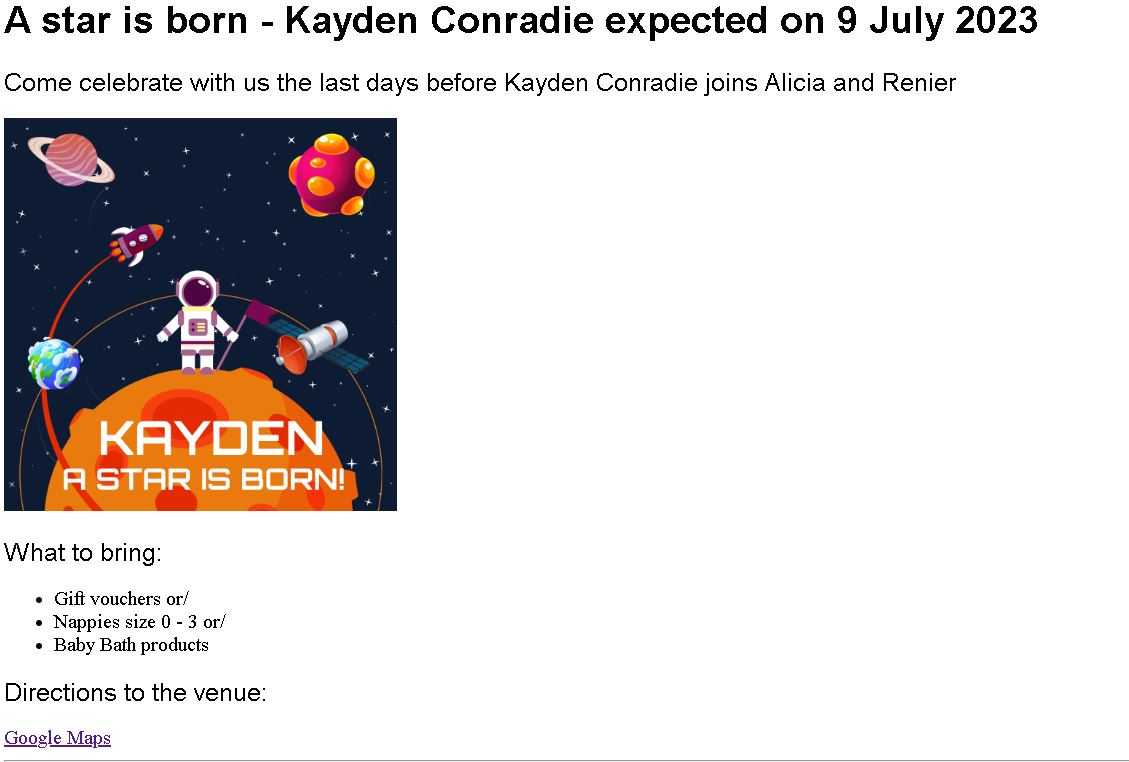 A star is born - Kayden Conradie expected on 9 July 2023
Come celebrate with us the last days before Kayden Conradie joins Alicia and Renier
KAYDEN
A STAR IS BORN!
What to bring:
Gift vouchers or/
Nappies size 0 - 3 or/
Baby Bath products
Directions to the venue:
Google Maps